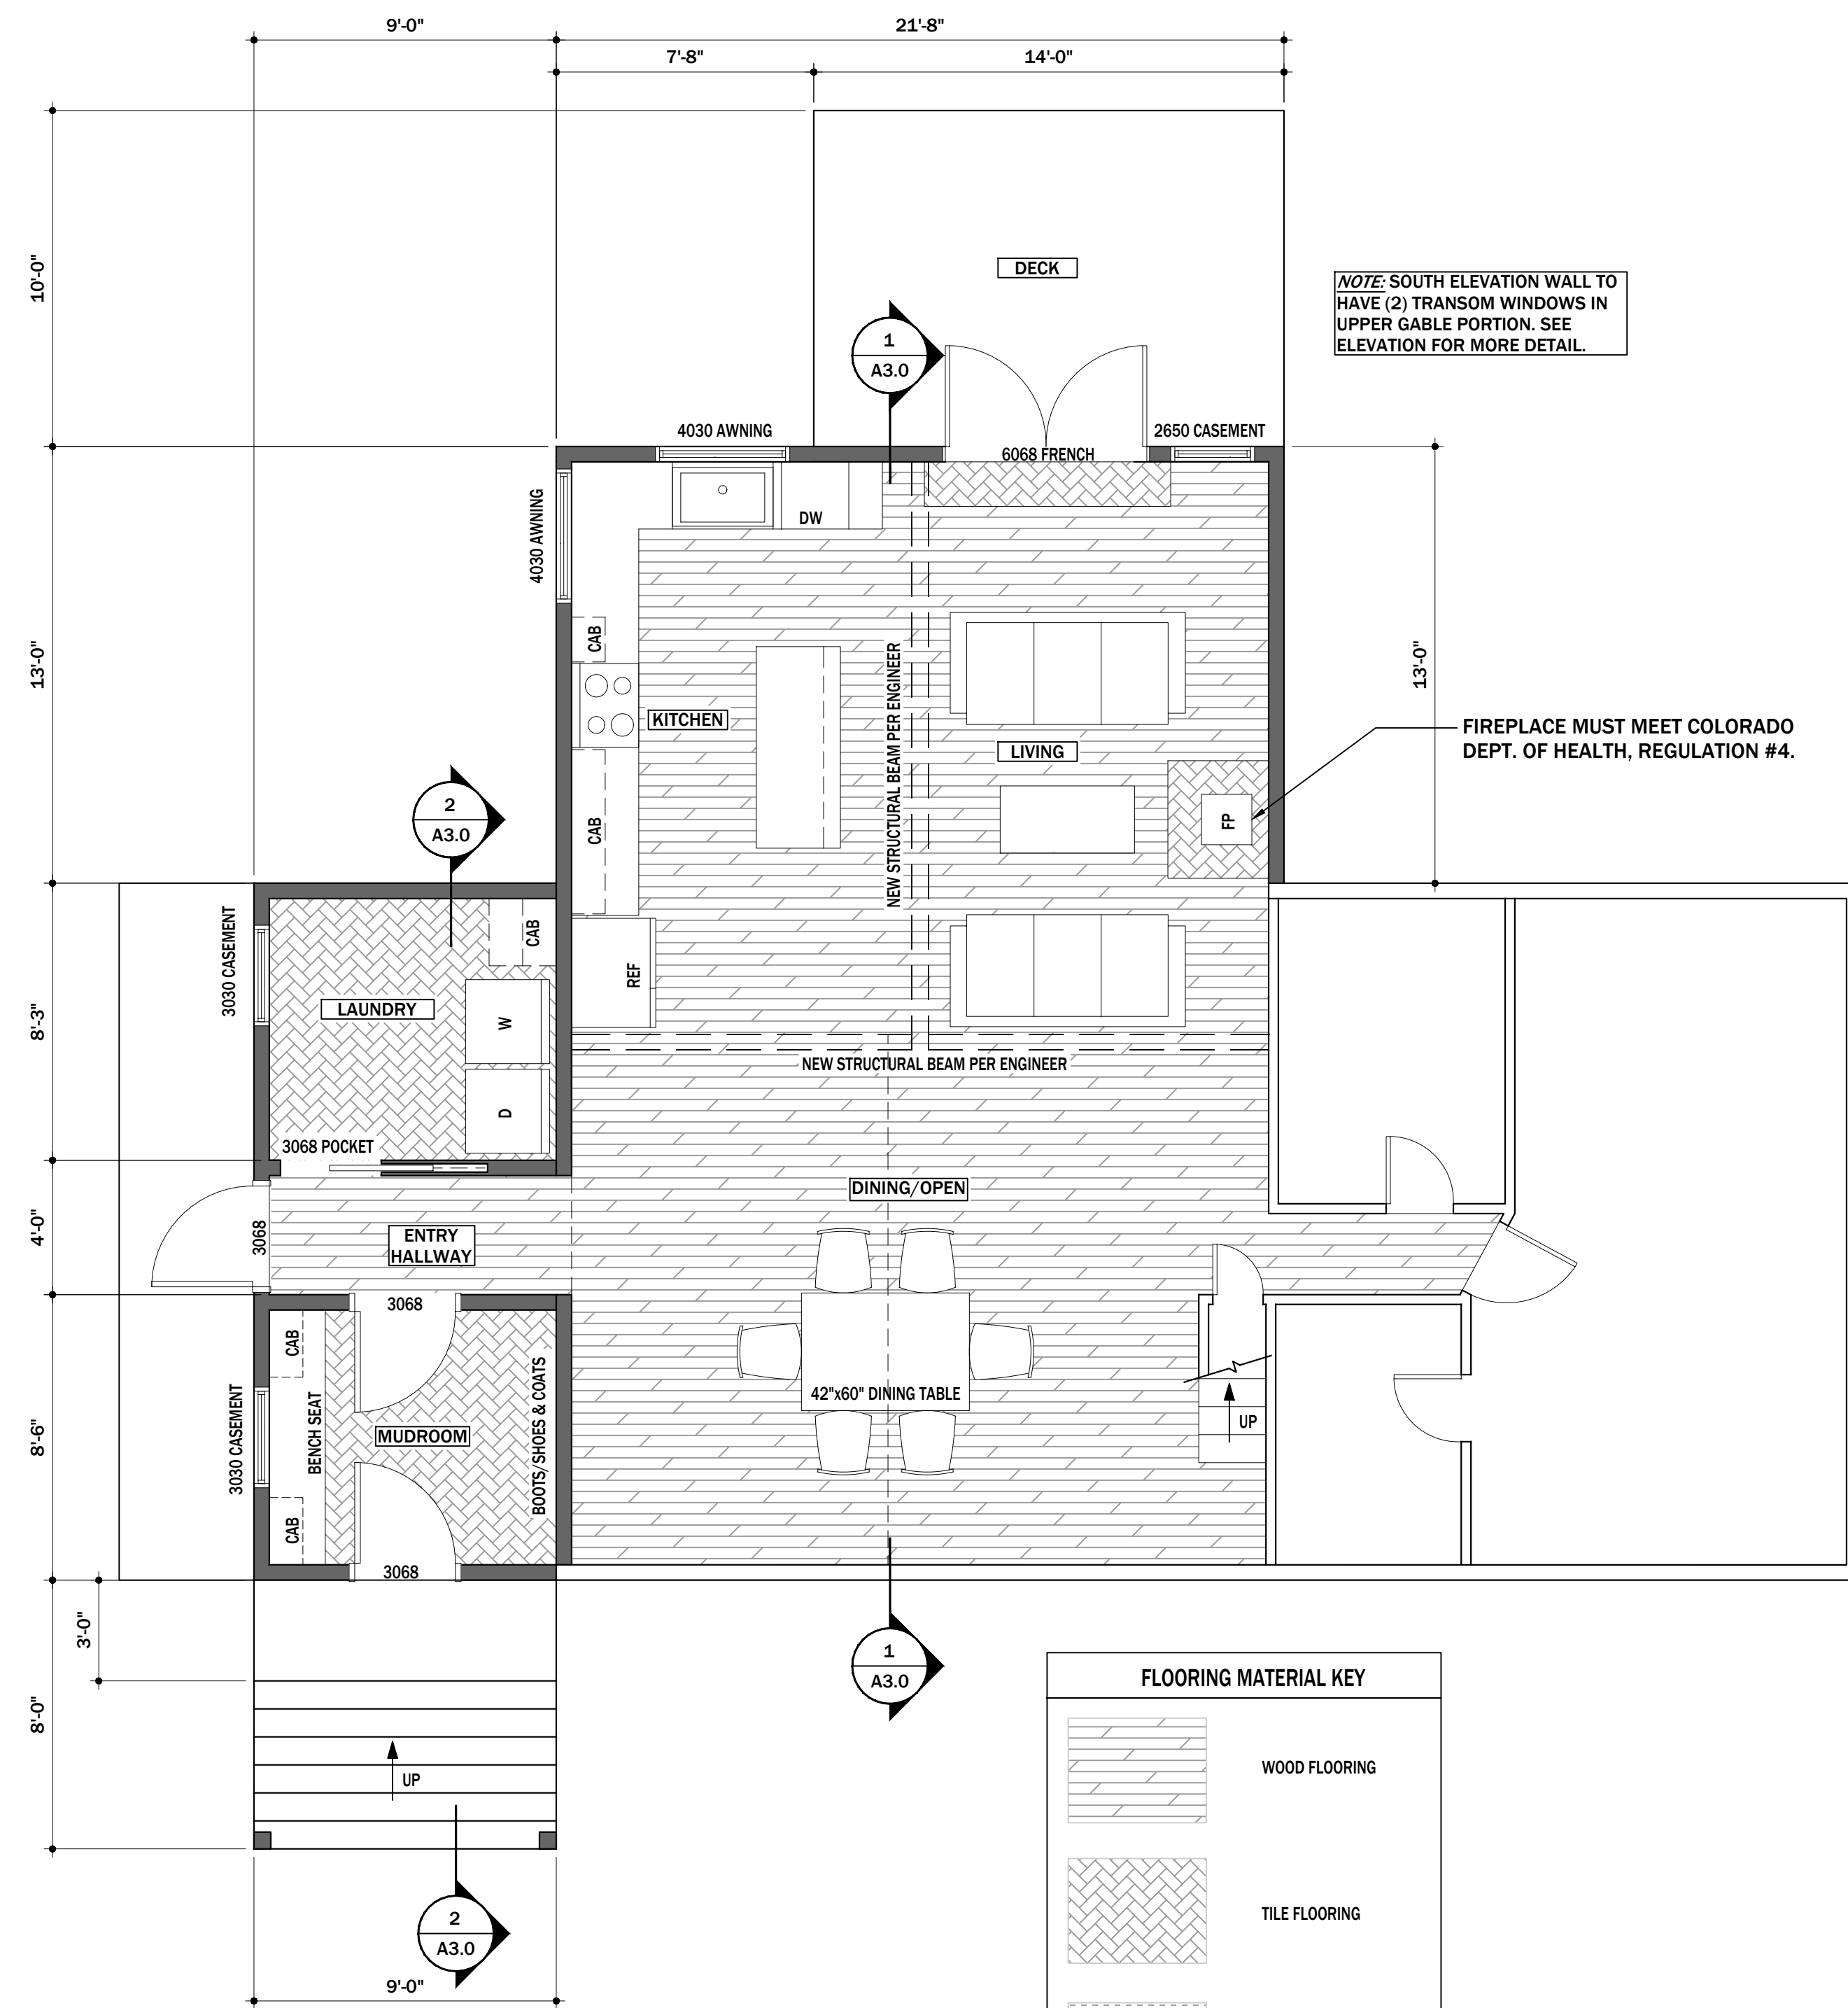 9'-0"
21'-8"
7'-8"
14'-0"
10'-0"
DECK
NOTE: SOUTH ELEVATION WALL TO
HAVE (2) TRANSOM WINDOWS IN
UPPER GABLE PORTION. SEE
ELEVATION FOR MORE DETAIL.
1
A3.0
4030 AWNING
6068 FRENCH
2650 CASEMENT
4030 AWNING
DW
13'-0"
13'-0"
CAB
KITCHEN
NEW STRUCTURAL BEAM PER ENGINEER
LIVING
FIREPLACE MUST MEET COLORADO
DEPT. OF HEALTH, REGULATION #4.
2
A3.0
CAB
FP
3030 CASEMENT
CAB
REF
8'-3"
LAUNDRY
W
NEW STRUCTURAL BEAM PER ENGINEER
D
3068 POCKET
DINING/OPEN
4'-0"
3068
ENTRY
HALLWAY
3068
CAB
8'-6"
3030 CASEMENT
BENCH SEAT
MUDROOM
BOOTS/SHOES & COATS
42"x60" DINING TABLE
UP
CAB
3068
3'-0"
1
A3.0
8'-0"
UP
2
A3.0
9'-0"
FLOORING MATERIAL KEY
WOOD FLOORING
TILE FLOORING